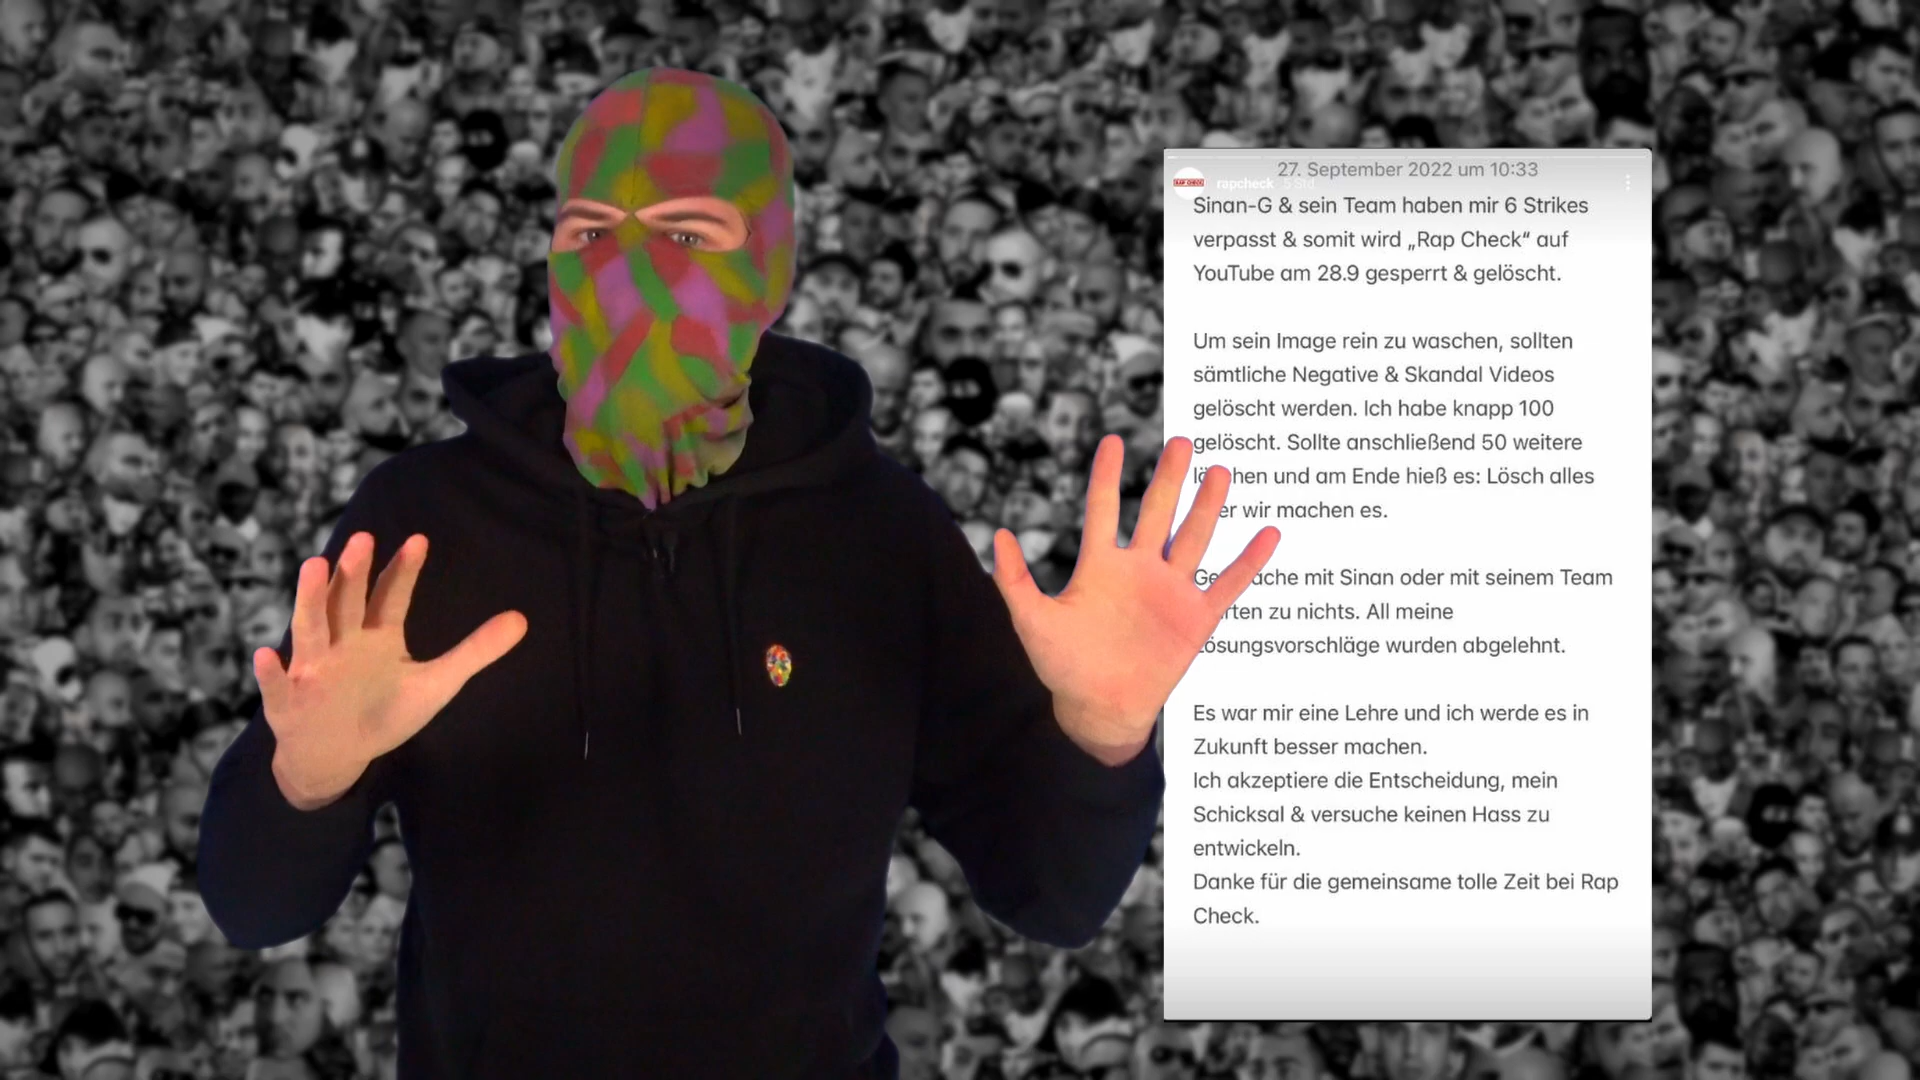 27. September 2022 um 10:33
RAP CHECK rapcheck 5 Std.
Sinan-G & sein Team haben mir 6 Strikes
verpasst & somit wird „Rap Check“ auf
YouTube am 28.9 gesperrt & gelöscht.
Um sein Image rein zu waschen, sollten
sämtliche Negative & Skandal Videos
gelöscht werden. Ich habe knapp 100
gelöscht. Sollte anschließend 50 weitere
und am Ende hieß es: Lösch alles
wir machen es.
mit Sinan oder mit seinem Team
zu nichts. All meine
Lösungsvorschläge wurden abgelehnt.
Es war mir eine Lehre und ich werde es in
Zukunft besser machen.
Ich akzeptiere die Entscheidung, mein
Schicksal & versuche keinen Hass zu
entwickeln.
Danke für die gemeinsame tolle Zeit bei Rap
Check.